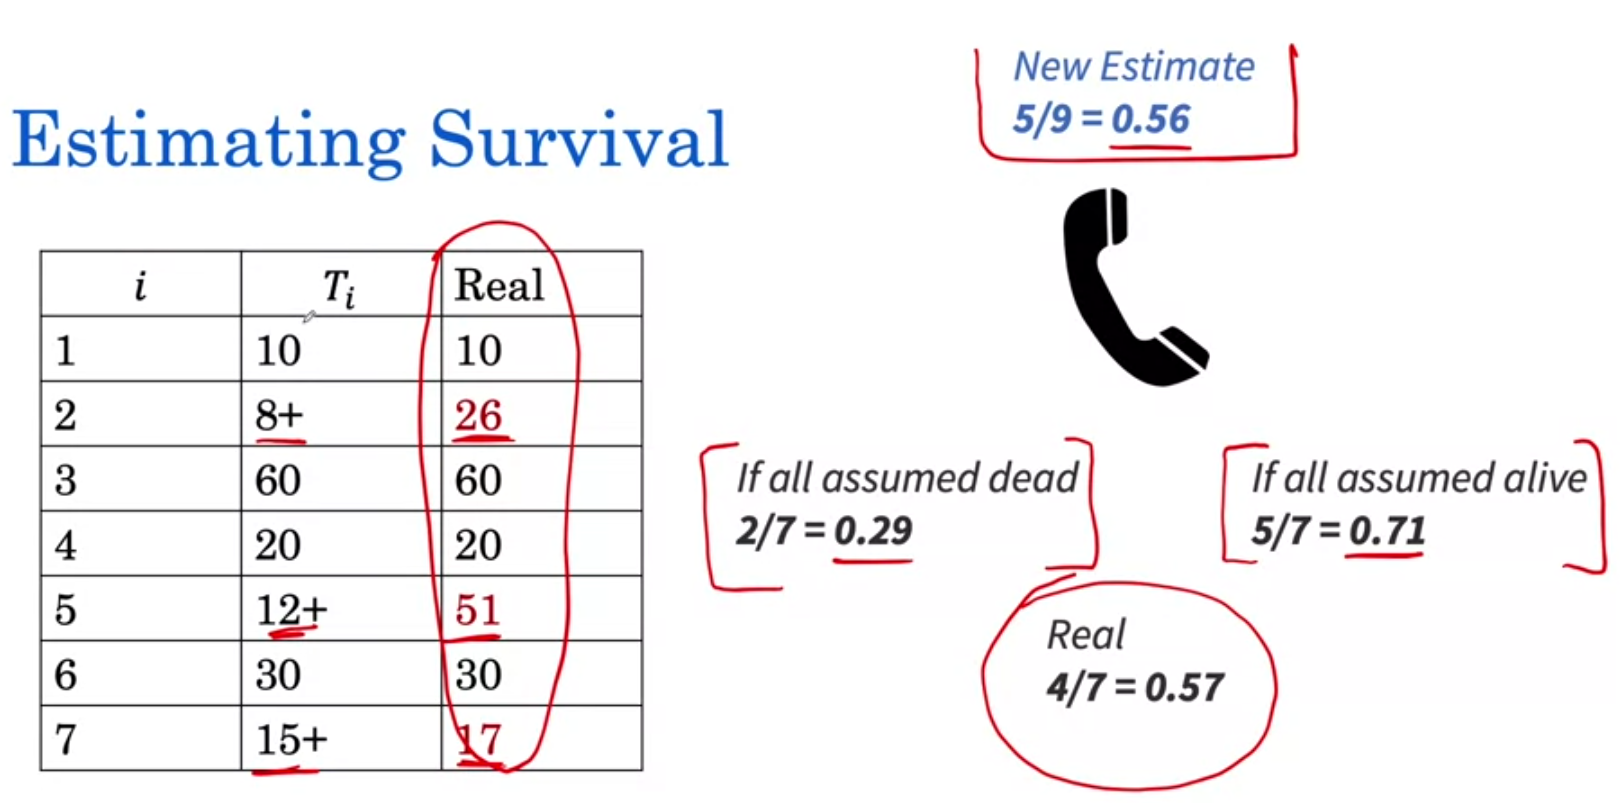 New Estimate
5/9 = 0.56
Estimating Survival
i Tᵢ Real
1 10 10
2 8+ 26
3 60 60
4 20 20
5 12+ 51
6 30 30
7 15+ 17
If all assumed dead
2/7 = 0.29
If all assumed alive
5/7 = 0.71
Real
4/7 = 0.57